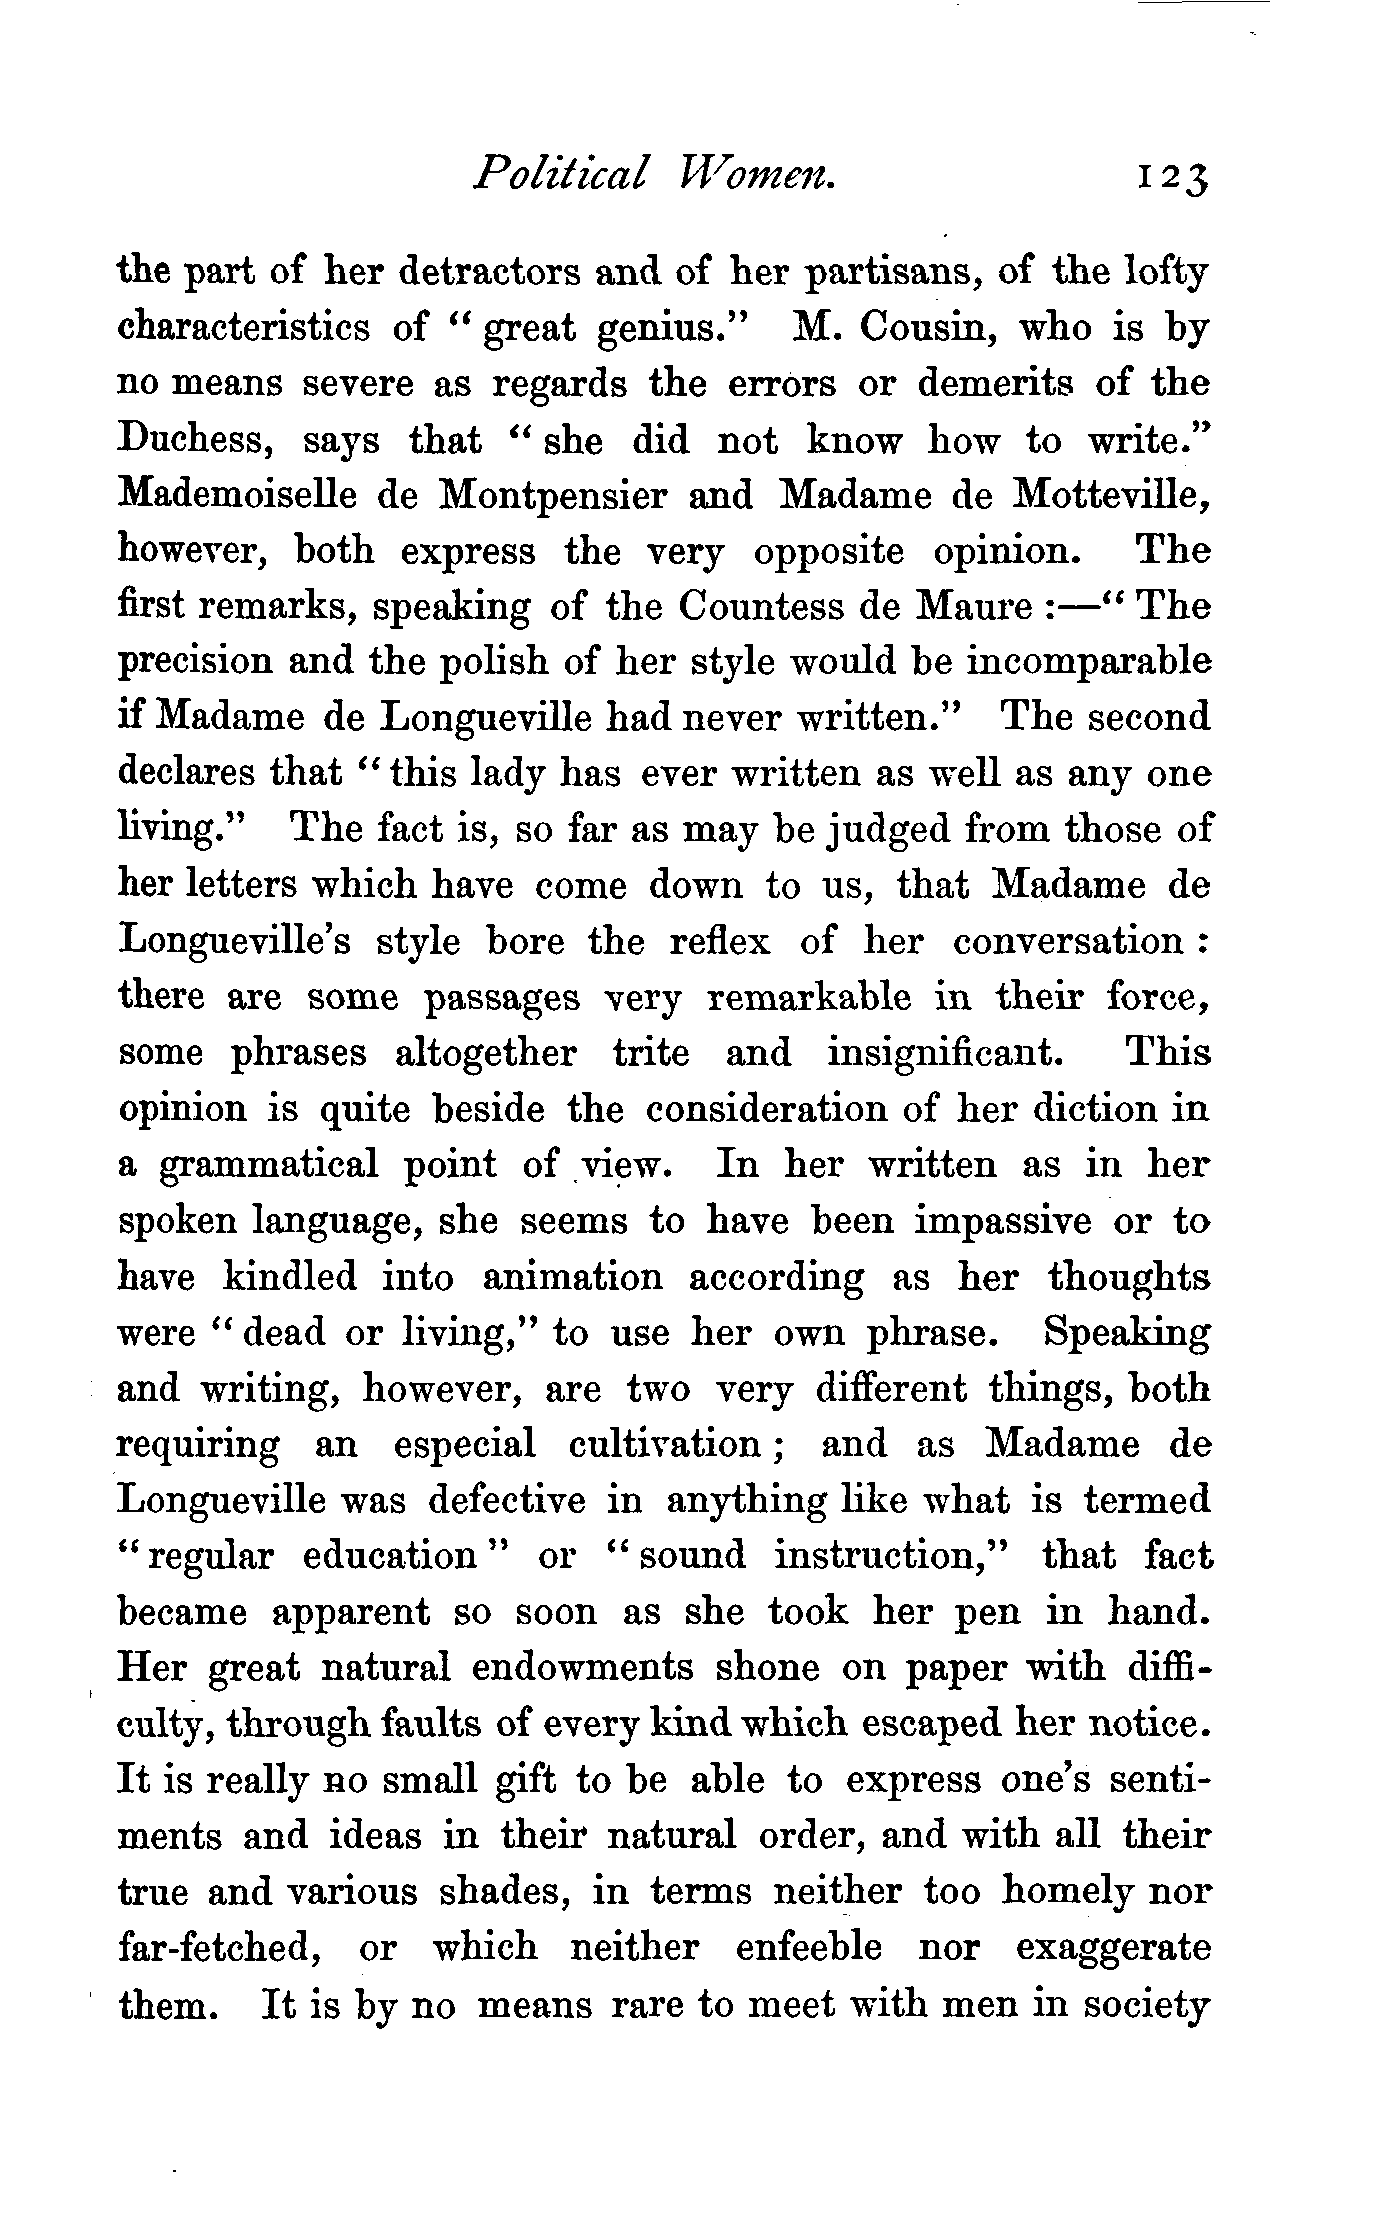 Political Women. 123
the part of her detractors and of her partisans, of the lofty
characteristics of “ great genius.” M. Cousin, who is by
no means severe as regards the errors or demerits of the
Duchess, says that “ she did not know how to write.”
Mademoiselle de Montpensier and Madame de Motteville,
however, both express the very opposite opinion. The
first remarks, speaking of the Countess de Maure :—“ The
precision and the polish of her style would be incomparable
if Madame de Longueville had never written.” The second
declares that “ this lady has ever written as well as any one
living.” The fact is, so far as may be judged from those of
her letters which have come down to us, that Madame de
Longueville’s style bore the reflex of her conversation :
there are some passages very remarkable in their force,
some phrases altogether trite and insignificant. This
opinion is quite beside the consideration of her diction in
a grammatical point of view. In her written as in her
spoken language, she seems to have been impassive or to
have kindled into animation according as her thoughts
were “ dead or living,” to use her own phrase. Speaking
and writing, however, are two very different things, both
requiring an especial cultivation ; and as Madame de
Longueville was defective in anything like what is termed
“ regular education ” or “ sound instruction,” that fact
became apparent so soon as she took her pen in hand.
Her great natural endowments shone on paper with diffi-
culty, through faults of every kind which escaped her notice.
It is really no small gift to be able to express one’s senti-
ments and ideas in their natural order, and with all their
true and various shades, in terms neither too homely nor
far-fetched, or which neither enfeeble nor exaggerate
them. It is by no means rare to meet with men in society